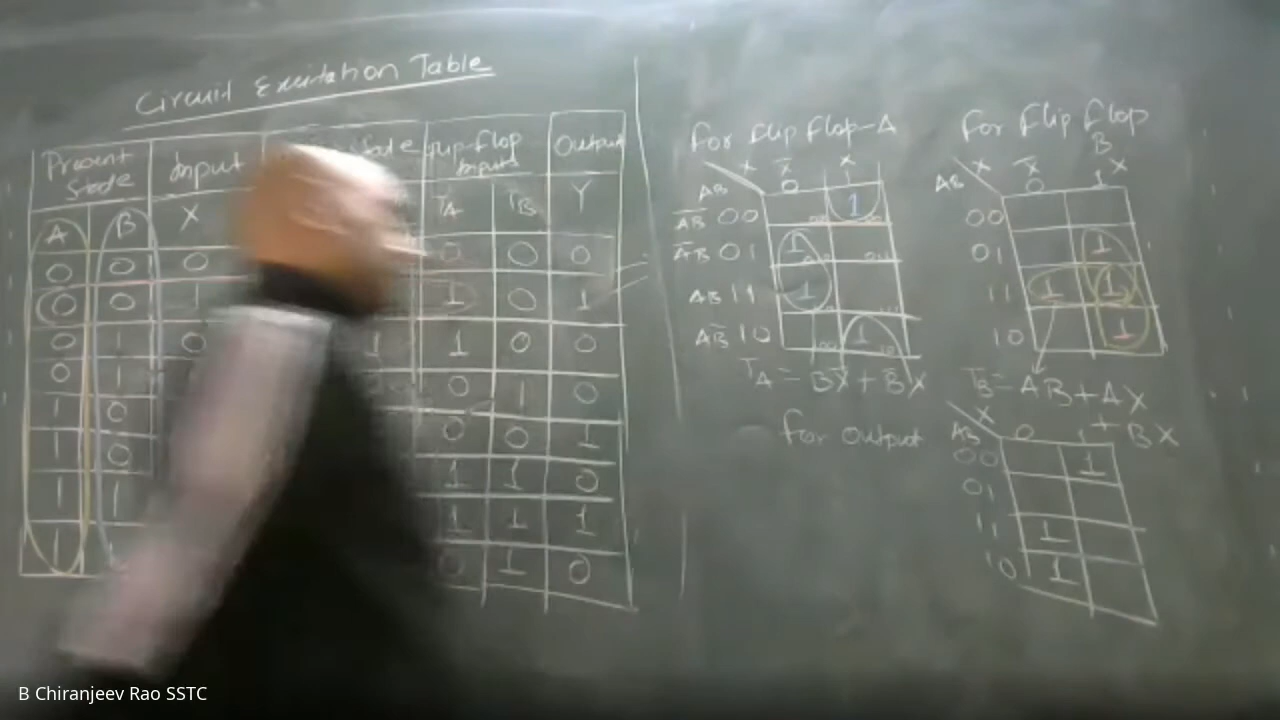 Circuit Excitation Table
Present State Input State flip-flop Inputs Output
A B X TA TB Y
0 0 0 0 0 0
0 0 1 1 0 1
0 1 0 1 1 0 0
0 1 0 1 0
1 0 0 0 1
1 0 1 1 0
1 1 1 1 1
1 0 1 0
For Flip Flop-A
X X̅ X
AB 0 1
A̅B̅ 00 1
A̅B 01 1
AB 11 1
AB̅ 10 1
TA = BX̅ + B̅X
For Flip Flop B
X X̅ X
AB 0 1
00
01 1
11 1 1
10 1
TB = AB + AX + BX
For Output
X
AB 0 1
00 1
01
11 1
10 1
B Chiranjeev Rao SSTC